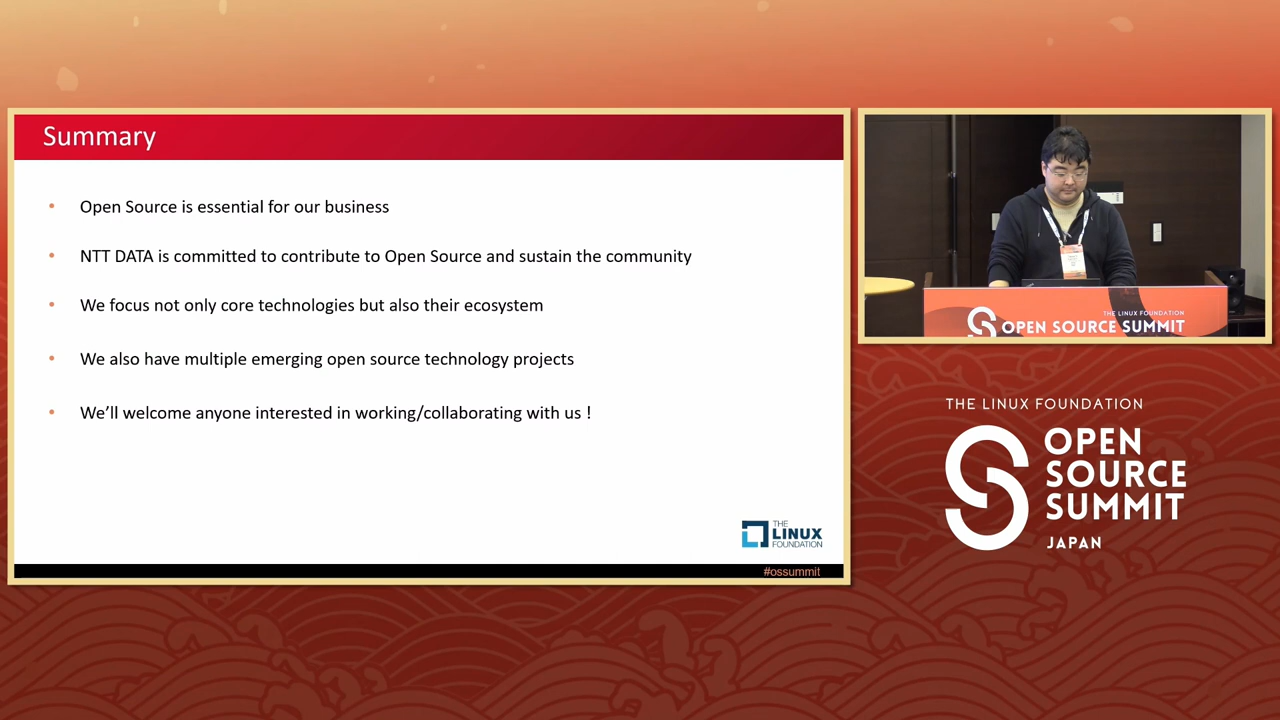 Summary
• Open Source is essential for our business
• NTT DATA is committed to contribute to Open Source and sustain the community
• We focus not only core technologies but also their ecosystem
• We also have multiple emerging open source technology projects
• We’ll welcome anyone interested in working/collaborating with us !
THE
LINUX
FOUNDATION
#ossummit
THE LINUX FOUNDATION
OPEN SOURCE SUMMIT
THE LINUX FOUNDATION
OPEN
SOURCE
SUMMIT
JAPAN